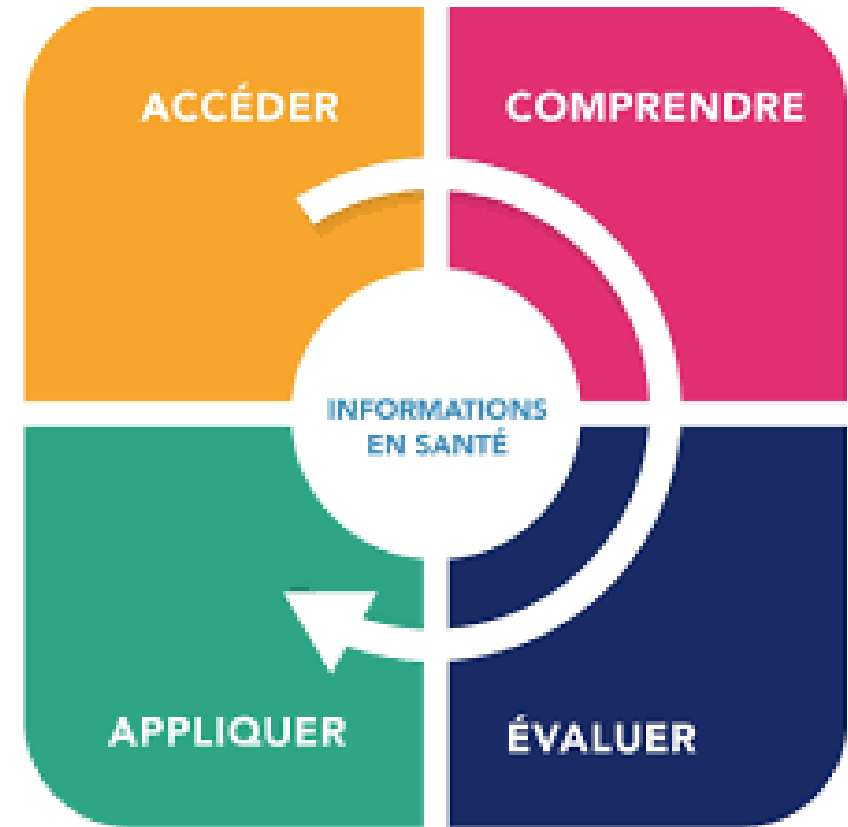 ACCÉDER
COMPRENDRE
INFORMATIONS
EN SANTÉ
APPLIQUER
ÉVALUER